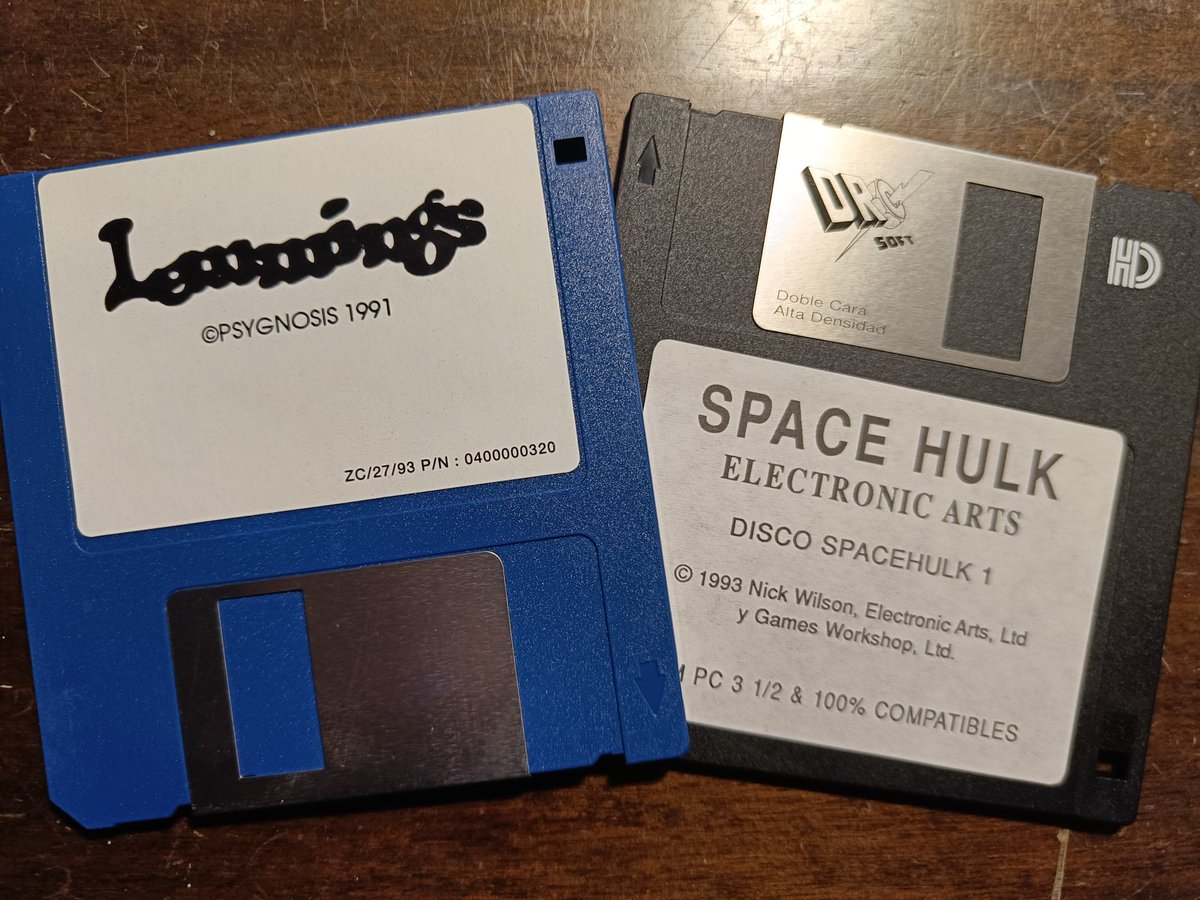 Lemmings
©PSYGNOSIS 1991
ZC/27/93 P/N : 0400000320
DRO SOFT
Doble Cara
Alta Densidad
HD
SPACE HULK
ELECTRONIC ARTS
DISCO SPACEHULK 1
© 1993 Nick Wilson, Electronic Arts, Ltd
y Games Workshop, Ltd.
M PC 3 1/2 & 100% COMPATIBLES